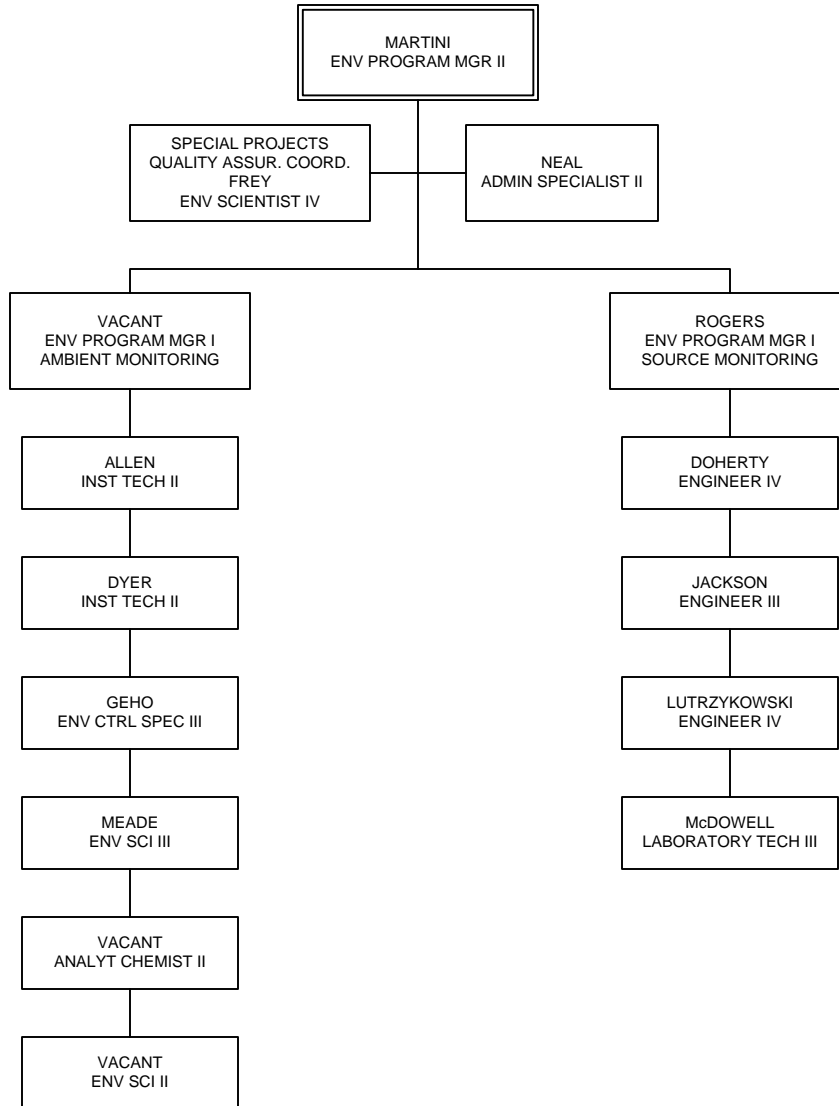 MARTINI
ENV PROGRAM MGR II
SPECIAL PROJECTS
QUALITY ASSUR. COORD.
FREY
ENV SCIENTIST IV
NEAL
ADMIN SPECIALIST II
VACANT
ENV PROGRAM MGR I
AMBIENT MONITORING
ROGERS
ENV PROGRAM MGR I
SOURCE MONITORING
ALLEN
INST TECH II
DOHERTY
ENGINEER IV
DYER
INST TECH II
JACKSON
ENGINEER III
GEHO
ENV CTRL SPEC III
LUTRZYKOWSKI
ENGINEER IV
MEADE
ENV SCI III
McDOWELL
LABORATORY TECH III
VACANT
ANALYT CHEMIST II
VACANT
ENV SCI II